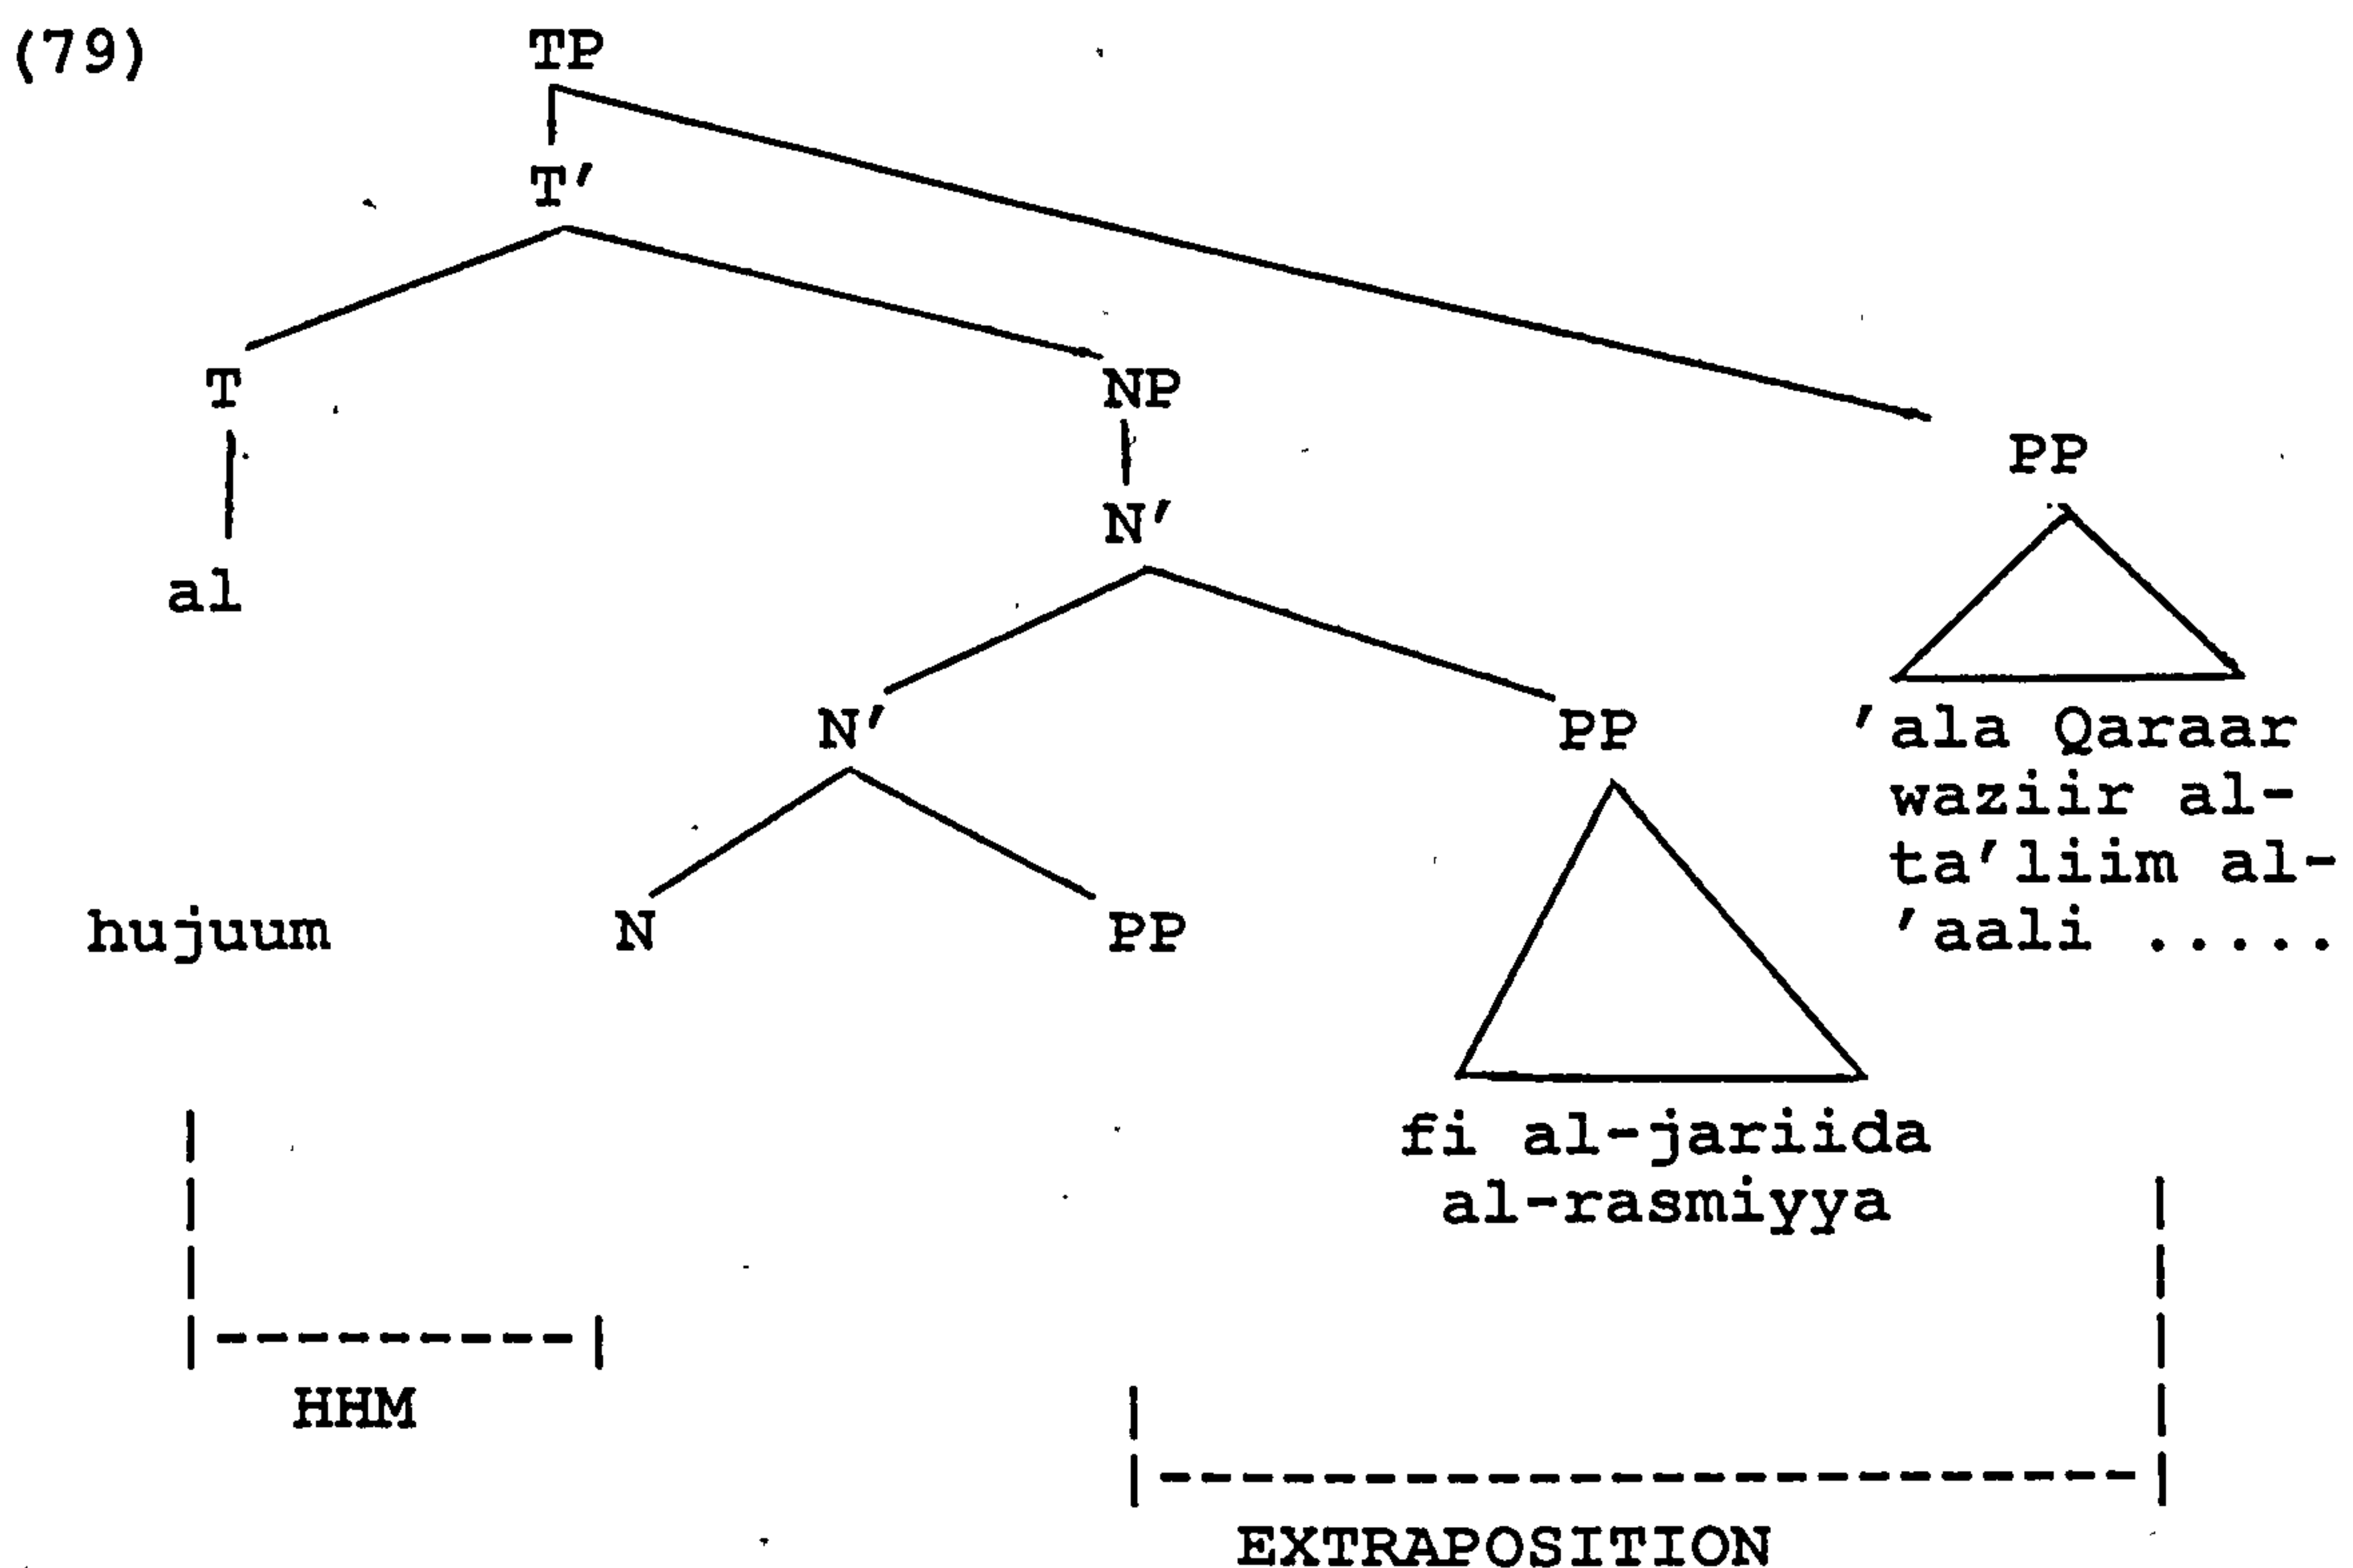 (79) TP
T′
T NP
PP
N′
al
N′ PP ′ala Qaraar
waziir al-
ta′liim al-
hujuum N PP ′aali .....
fi al-jariida
al-rasmiyya
HHM
EXTRAPOSITION